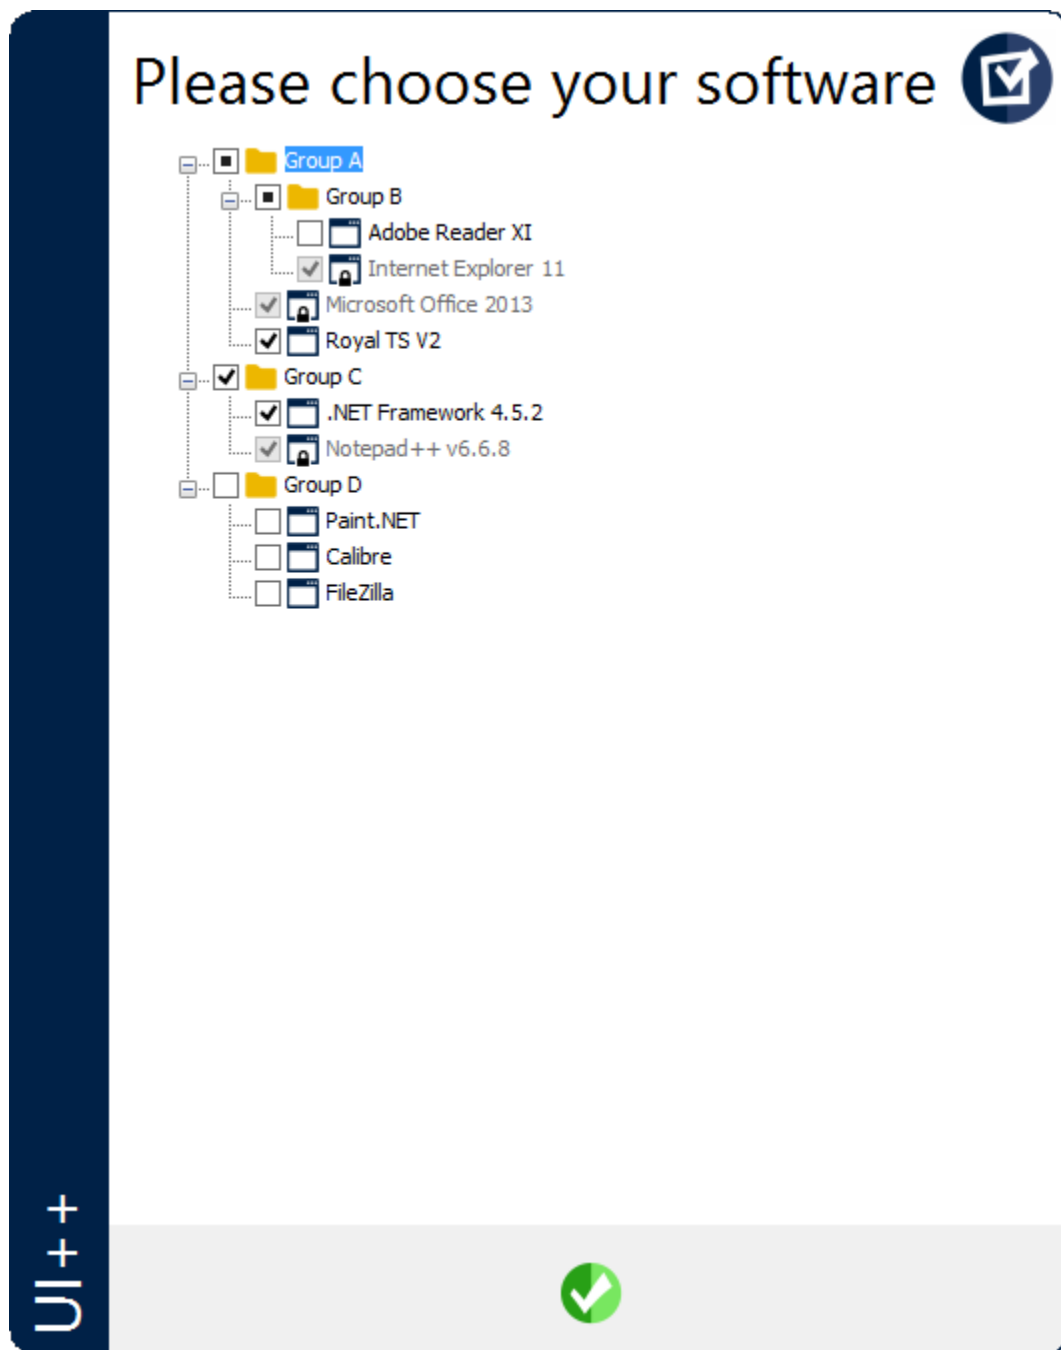 Please choose your software
Group A
Group B
Adobe Reader XI
Internet Explorer 11
Microsoft Office 2013
Royal TS V2
Group C
.NET Framework 4.5.2
Notepad++ v6.6.8
Group D
Paint.NET
Calibre
FileZilla
UI++